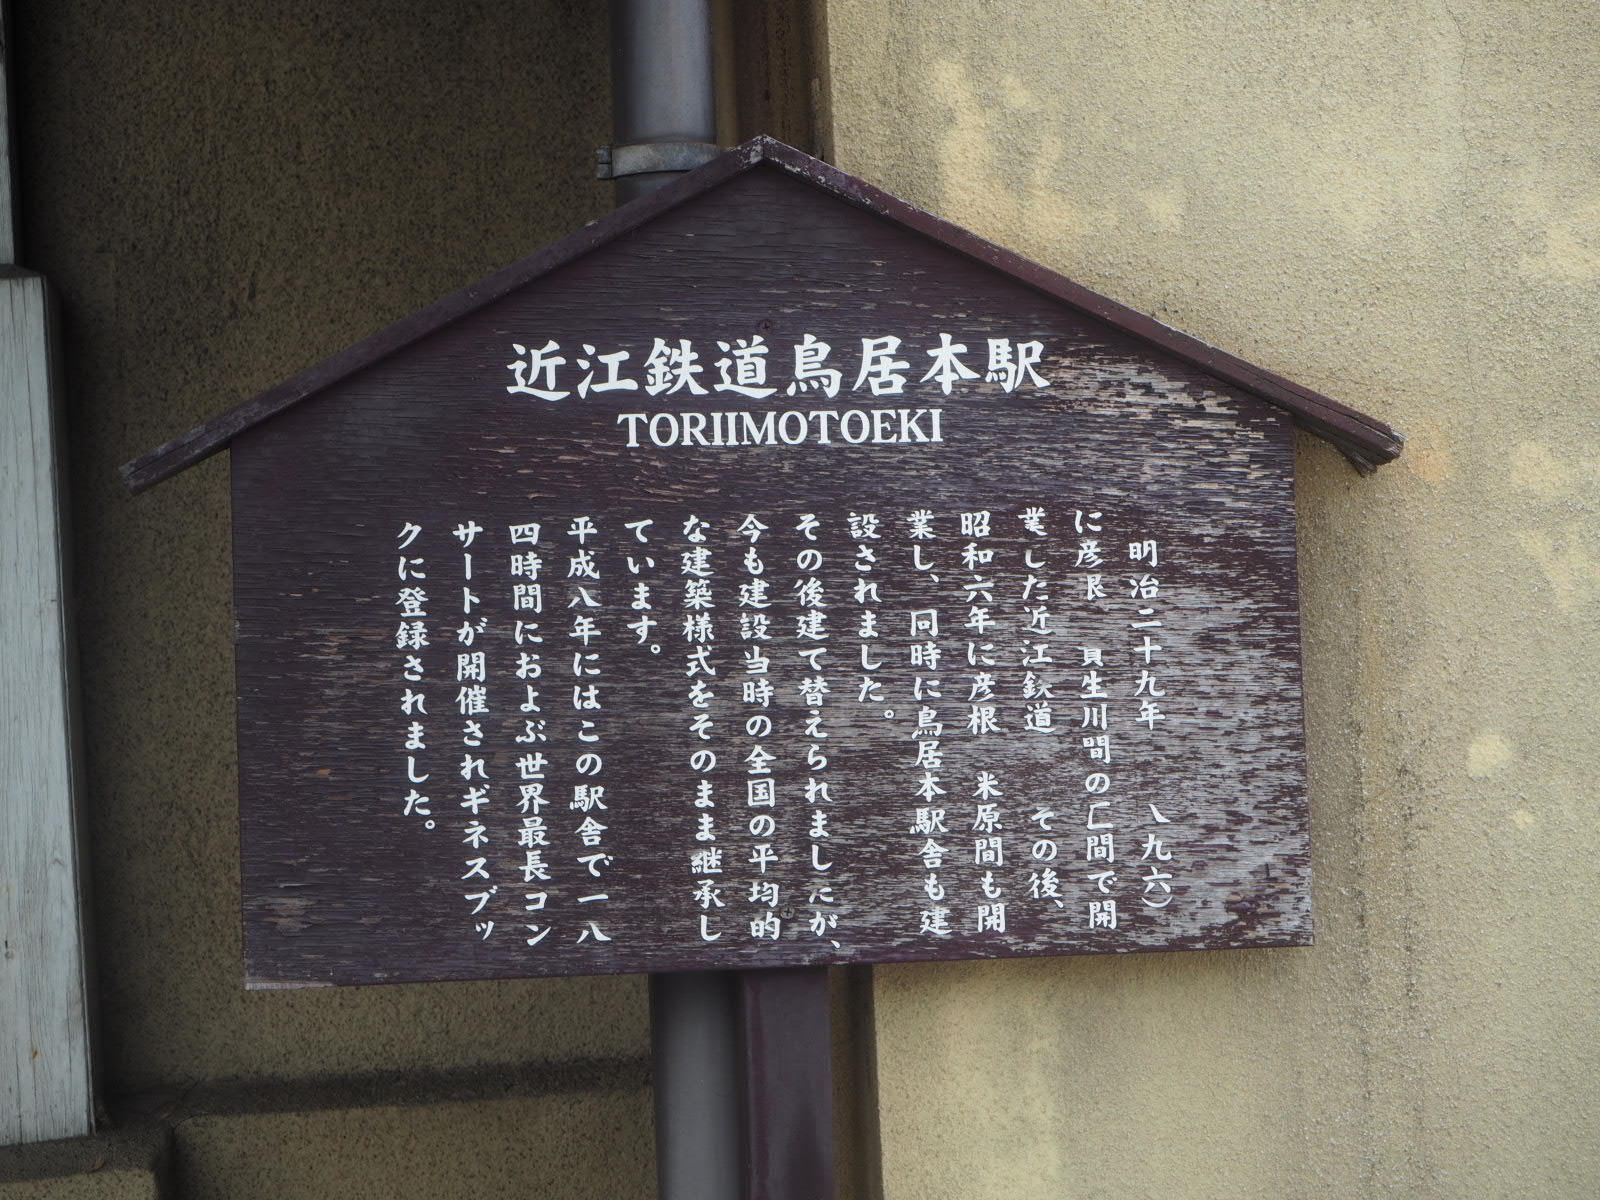 近江鉄道鳥居本駅
TORIIMOTOEKI
明治二十九年 八九六）
に彦根 貝生川間の 間で開
業した近江鉄道 その後、
昭和六年に彦根 米原間も開
業し、同時に鳥居本駅舎も建
設されました。
その後建て替えられましたが、
今も建設当時の全国の平均的
な建築様式をそのまま継承し
ています。
平成八年にはこの駅舎で一八
四時間におよぶ世界最長コン
サートが開催されギネスブッ
クに登録されました。